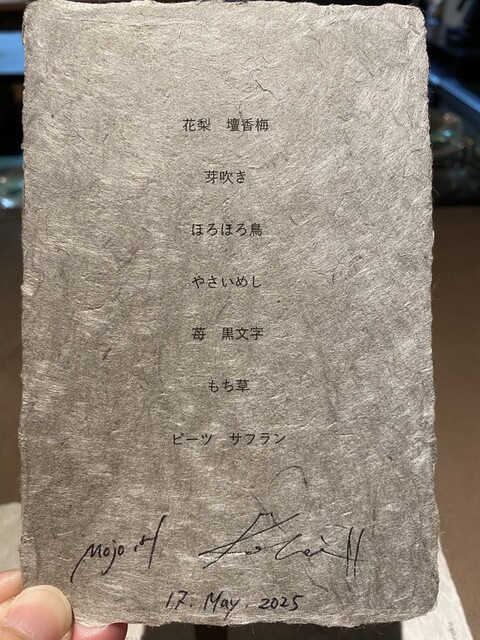 花梨　壇香梅
芽吹き
ほろほろ鳥
やさいめし
苺　黒文字
もち草
ビーツ　サフラン
17. May. 2025